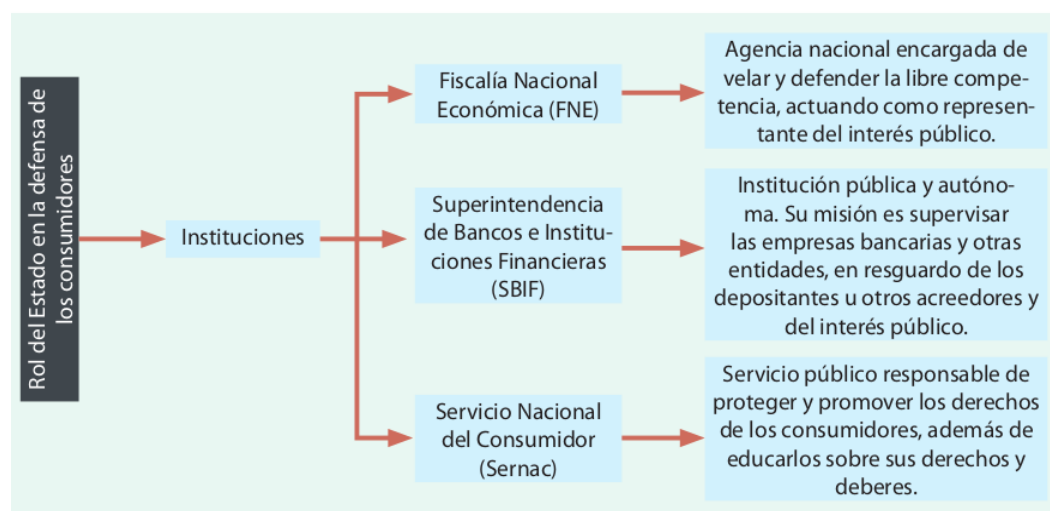 Rol del Estado en la defensa de
los consumidores
Instituciones
Fiscalía Nacional
Económica (FNE)
Agencia nacional encargada de
velar y defender la libre compe-
tencia, actuando como represen-
tante del interés público.
Superintendencia
de Bancos e Institu-
ciones Financieras
(SBIF)
Institución pública y autóno-
ma. Su misión es supervisar
las empresas bancarias y otras
entidades, en resguardo de los
depositantes u otros acreedores y
del interés público.
Servicio Nacional
del Consumidor
(Sernac)
Servicio público responsable de
proteger y promover los derechos
de los consumidores, además de
educarlos sobre sus derechos y
deberes.